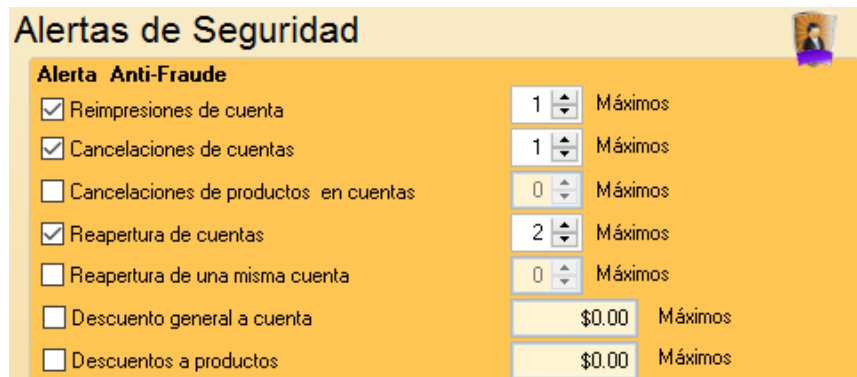 Alertas de Seguridad
Alerta Anti-Fraude
Reimpresiones de cuenta 1 Máximos
Cancelaciones de cuentas 1 Máximos
Cancelaciones de productos en cuentas 0 Máximos
Reapertura de cuentas 2 Máximos
Reapertura de una misma cuenta 0 Máximos
Descuento general a cuenta $0.00 Máximos
Descuentos a productos $0.00 Máximos